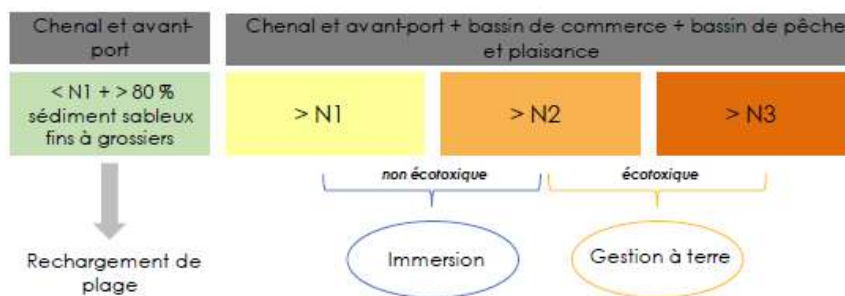 Chenal et avant-
port
Chenal et avant-port + bassin de commerce + bassin de pêche
et plaisance
< N1 + > 80 %
sédiment sableux
fins à grossiers
> N1
> N2
> N3
non écotoxique
écotoxique
Immersion
Gestion à terre
Rechargement de
plage